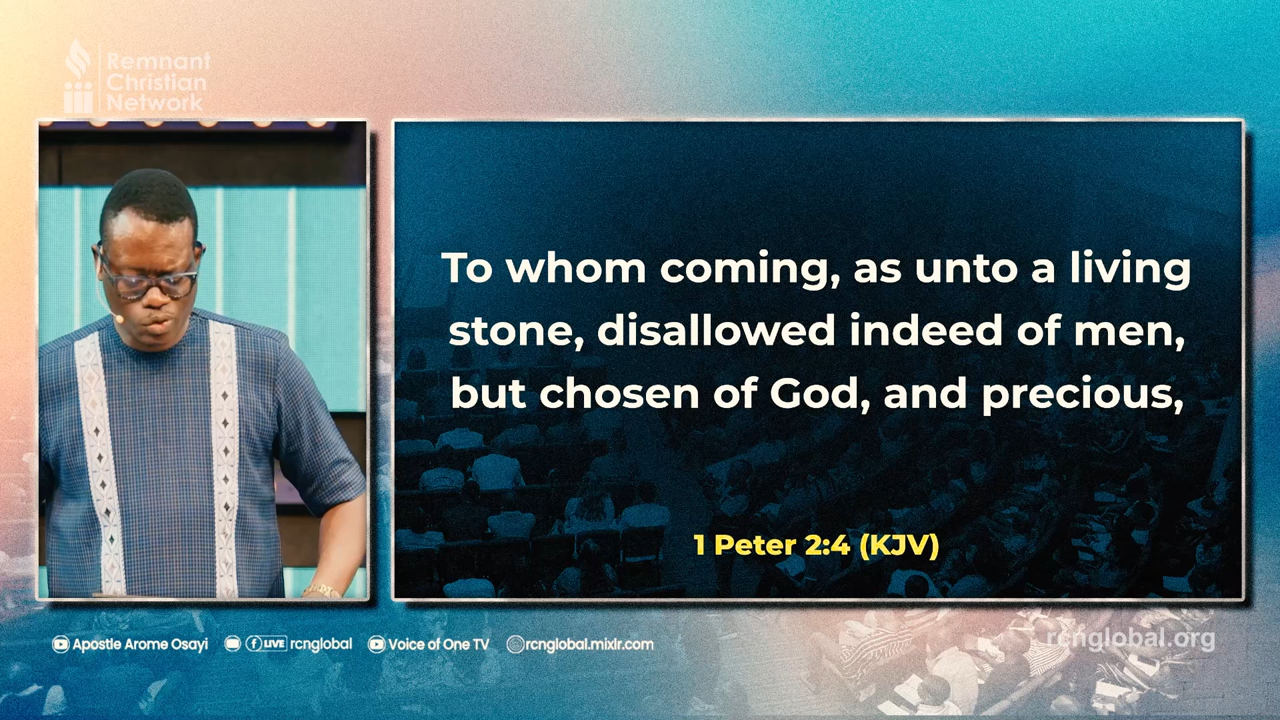 Remnant
Christian
Network
To whom coming, as unto a living
stone, disallowed indeed of men,
but chosen of God, and precious,
1 Peter 2:4 (KJV)
Apostle Arome Osayi
LIVE rcnglobal
Voice of One TV
rcnglobal.mixlr.com
rcnglobal.org